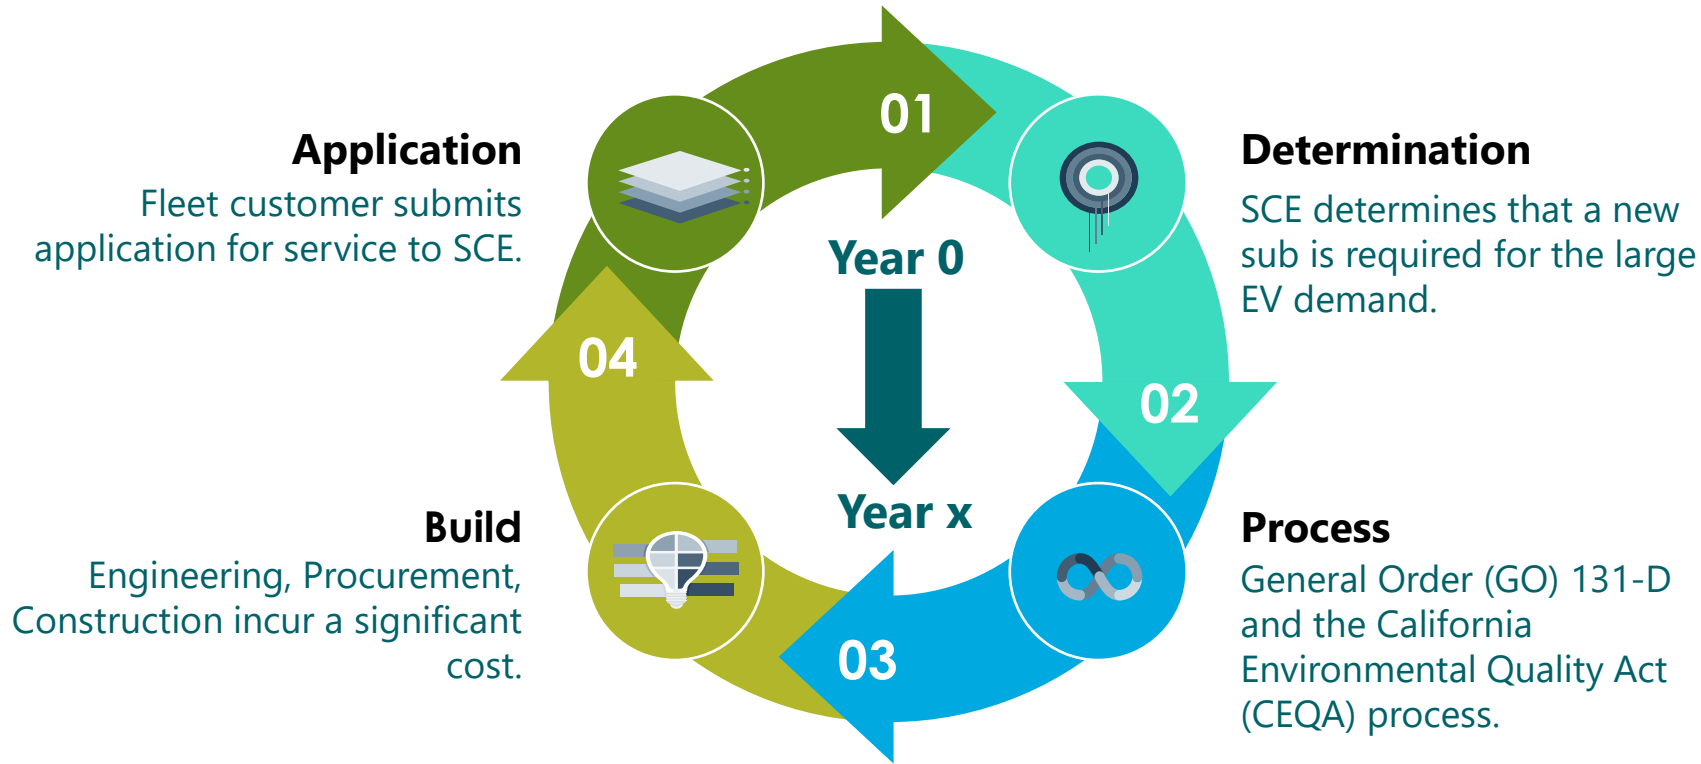 01
Application
Fleet customer submits
application for service to SCE.
Determination
SCE determines that a new
sub is required for the large
EV demand.
Year 0
04
02
Year x
Build
Engineering, Procurement,
Construction incur a significant
cost.
Process
General Order (GO) 131-D
and the California
Environmental Quality Act
(CEQA) process.
03